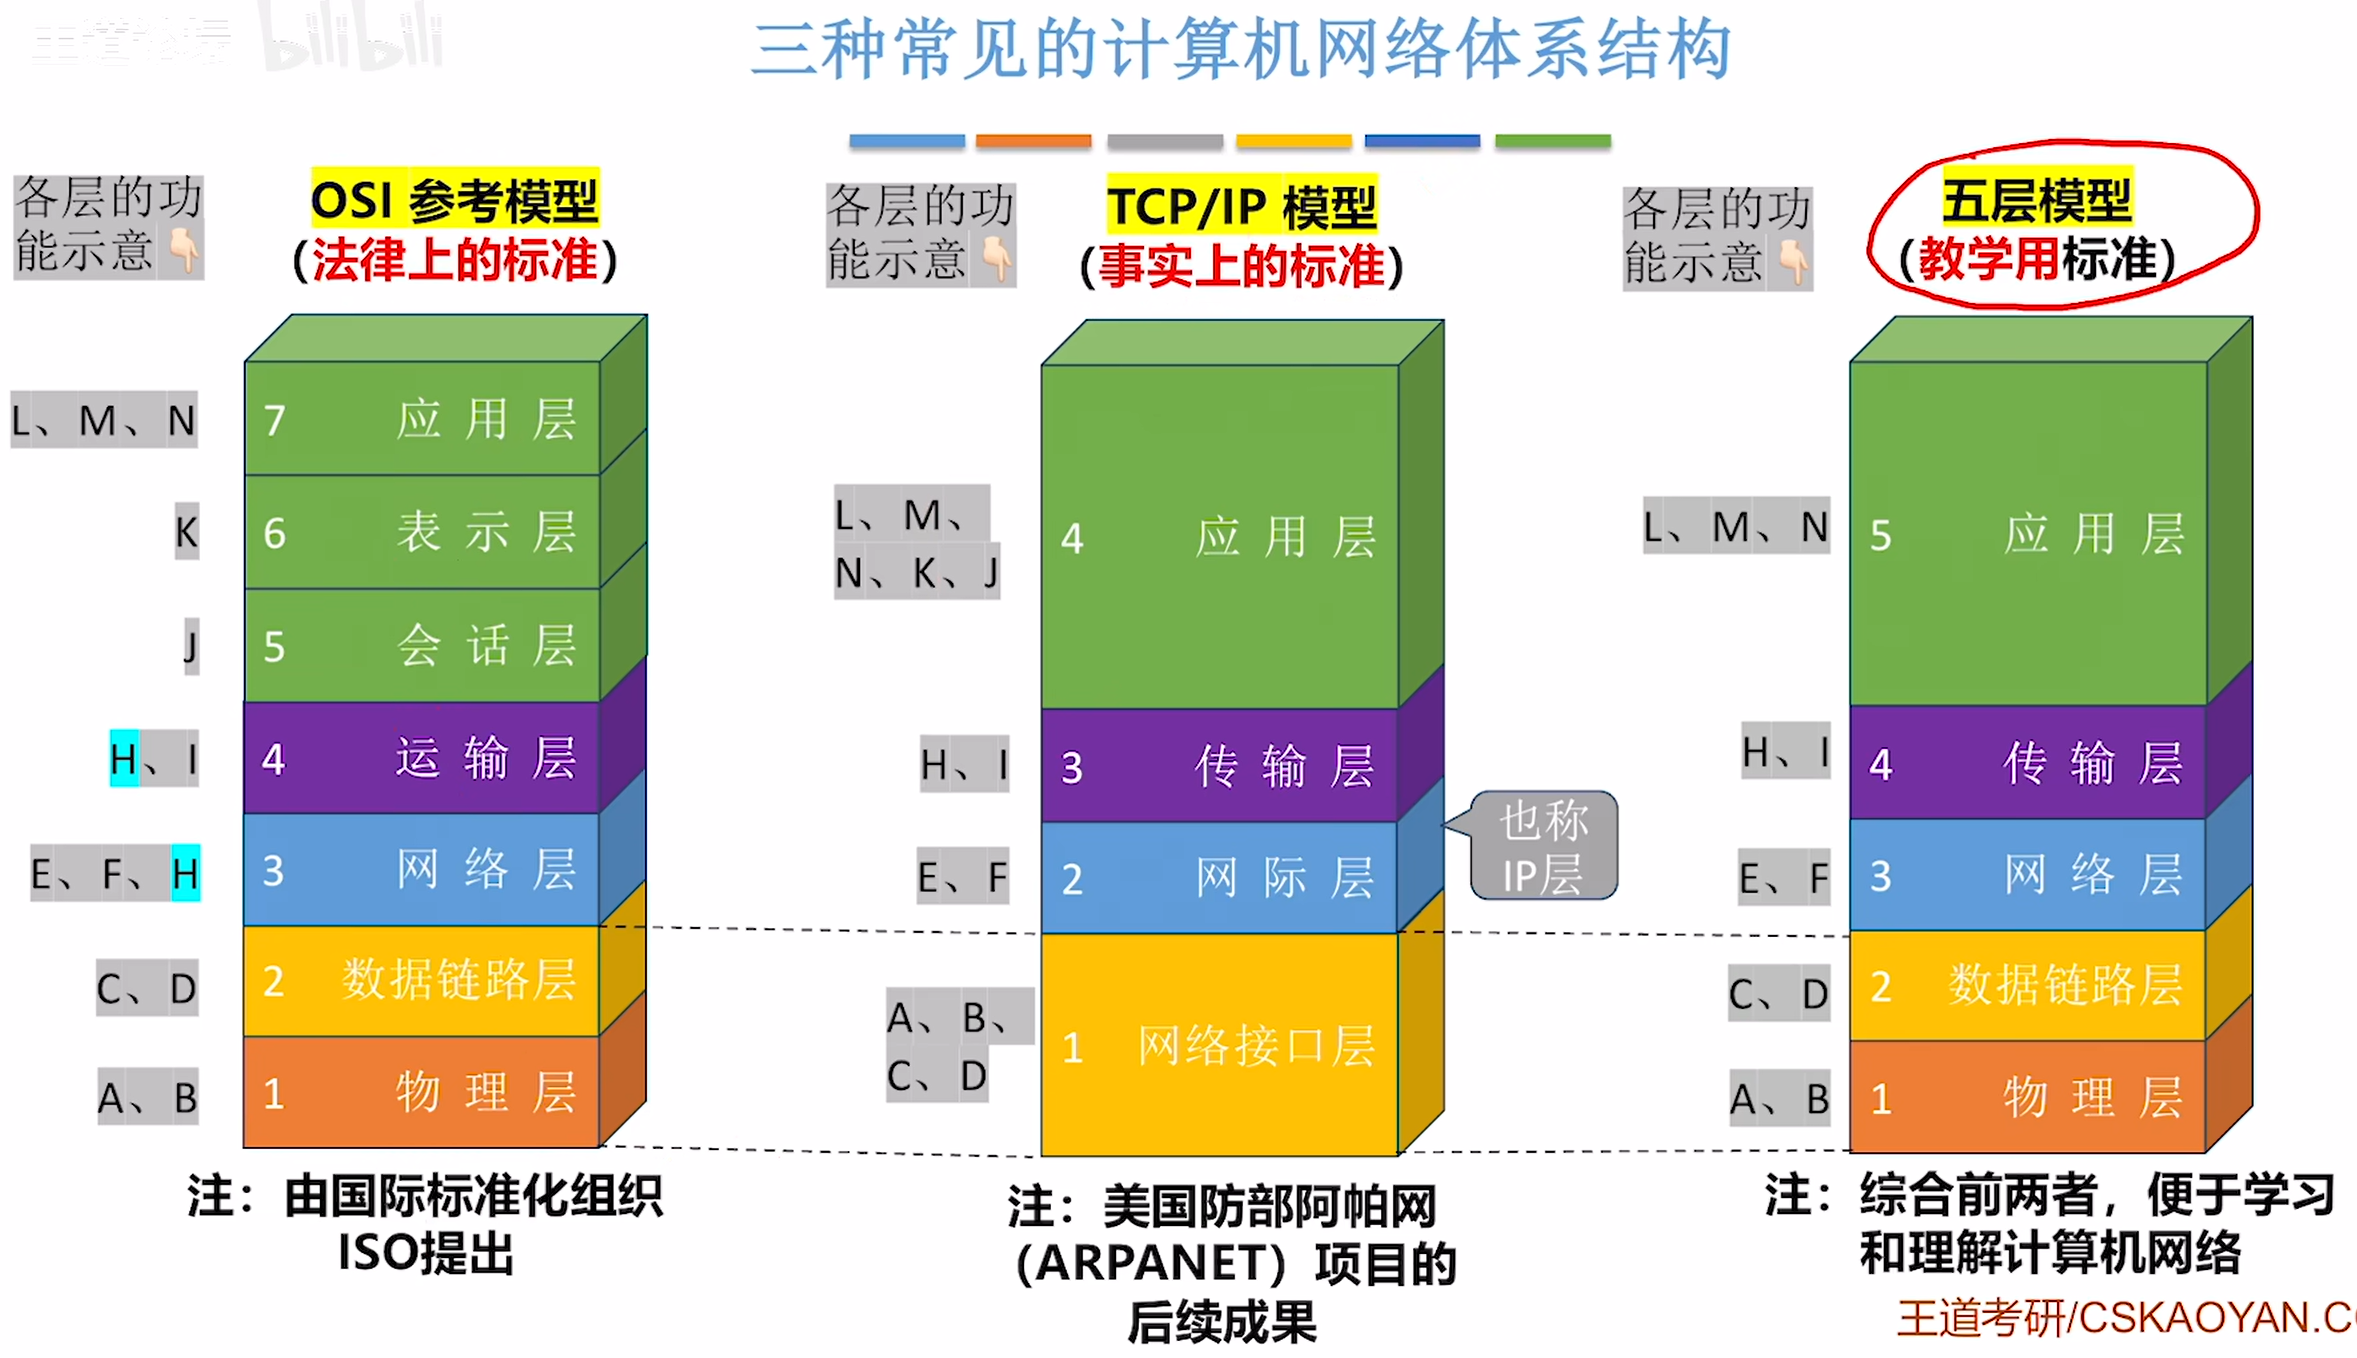 王道论坛 bilibili
三种常见的计算机网络体系结构
各层的功
能示意👇🏻
OSI 参考模型
（法律上的标准）
L、M、N
7 应用层
K
6 表示层
J
5 会话层
H、I
4 运输层
E、F、H
3 网络层
C、D
2 数据链路层
A、B
1 物理层
注：由国际标准化组织
ISO提出
各层的功
能示意👇🏻
TCP/IP 模型
（事实上的标准）
L、M、
N、K、J
4 应用层
H、I
3 传输层
E、F
2 网际层
也称
IP层
A、B、
C、D
1 网络接口层
注：美国防部阿帕网
（ARPANET）项目的
后续成果
各层的功
能示意👇🏻
五层模型
（教学用标准）
L、M、N
5 应用层
H、I
4 传输层
E、F
3 网络层
C、D
2 数据链路层
A、B
1 物理层
注：综合前两者，便于学习
和理解计算机网络
王道考研/CSKAOYAN.C